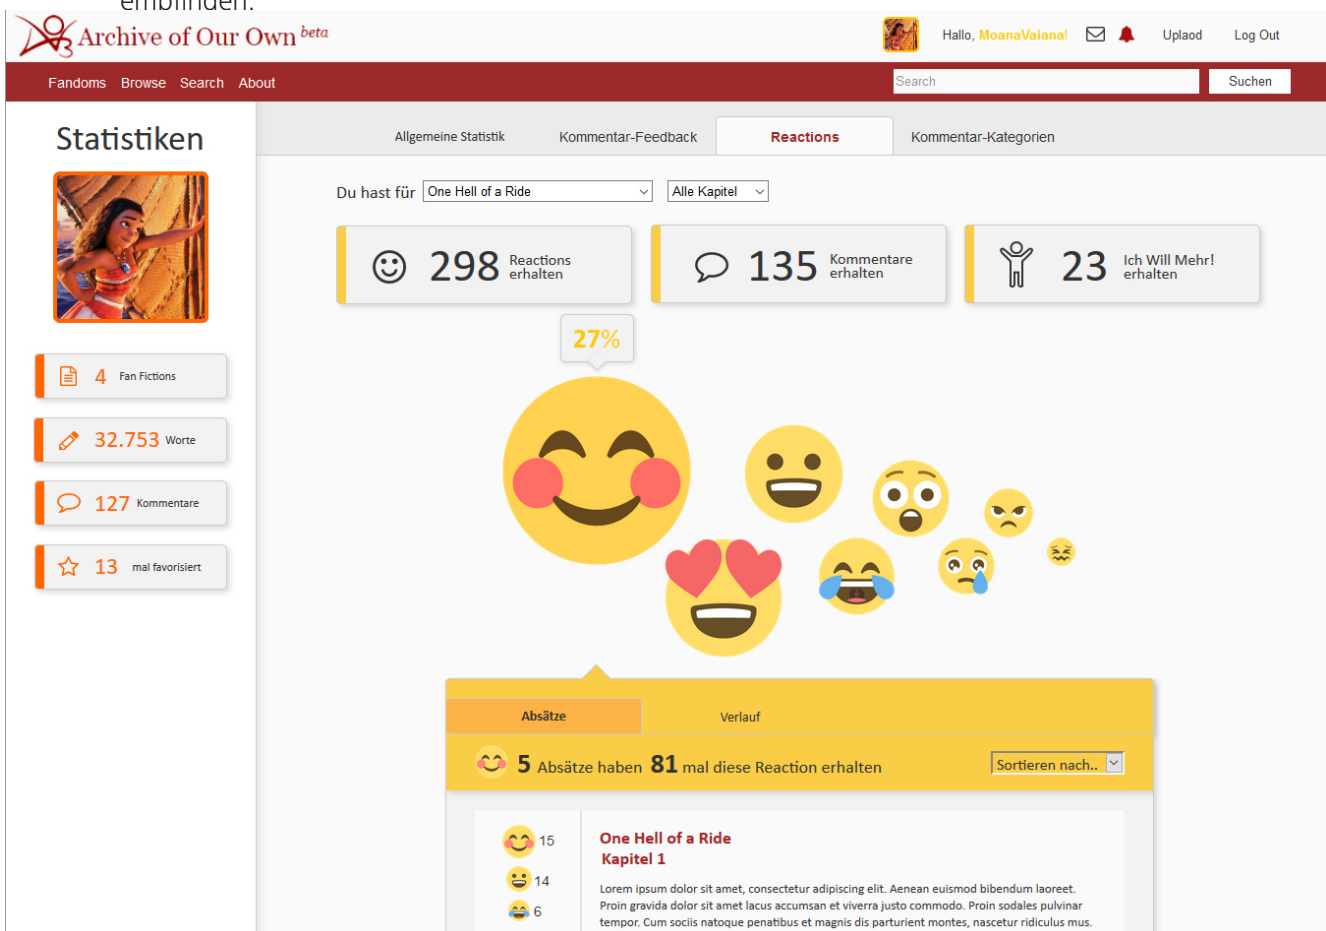 empfinden.
Archive of Our Own beta
Hallo, MoanaVaiana!
Uplaod
Log Out
Fandoms Browse Search About
Search
Suchen
Statistiken
Allgemeine Statistik
Kommentar-Feedback
Reactions
Kommentar-Kategorien
Du hast für One Hell of a Ride Alle Kapitel
298 Reactions
erhalten
135 Kommentare
erhalten
23 Ich Will Mehr!
erhalten
27%
4 Fan Fictions
32.753 Worte
127 Kommentare
13 mal favorisiert
Absätze
Verlauf
5 Absätze haben 81 mal diese Reaction erhalten
Sortieren nach..
15
14
6
One Hell of a Ride
Kapitel 1
Lorem ipsum dolor sit amet, consectetur adipiscing elit. Aenean euismod bibendum laoreet.
Proin gravida dolor sit amet lacus accumsan et viverra justo commodo. Proin sodales pulvinar
tempor. Cum sociis natoque penatibus et magnis dis parturient montes, nascetur ridiculus mus.